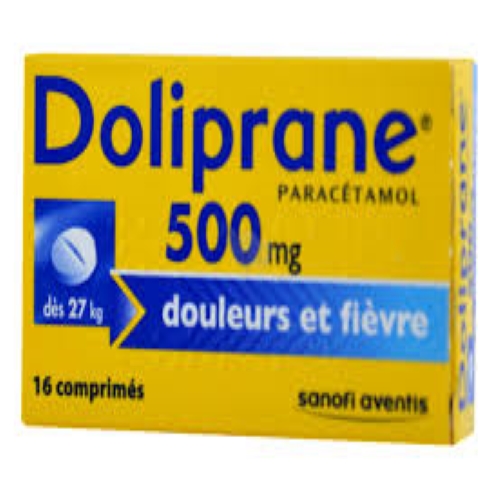 Doliprane®
PARACÉTAMOL
500 mg
dès 27 kg
douleurs et fièvre
16 comprimés
sanofi aventis
Doliprane